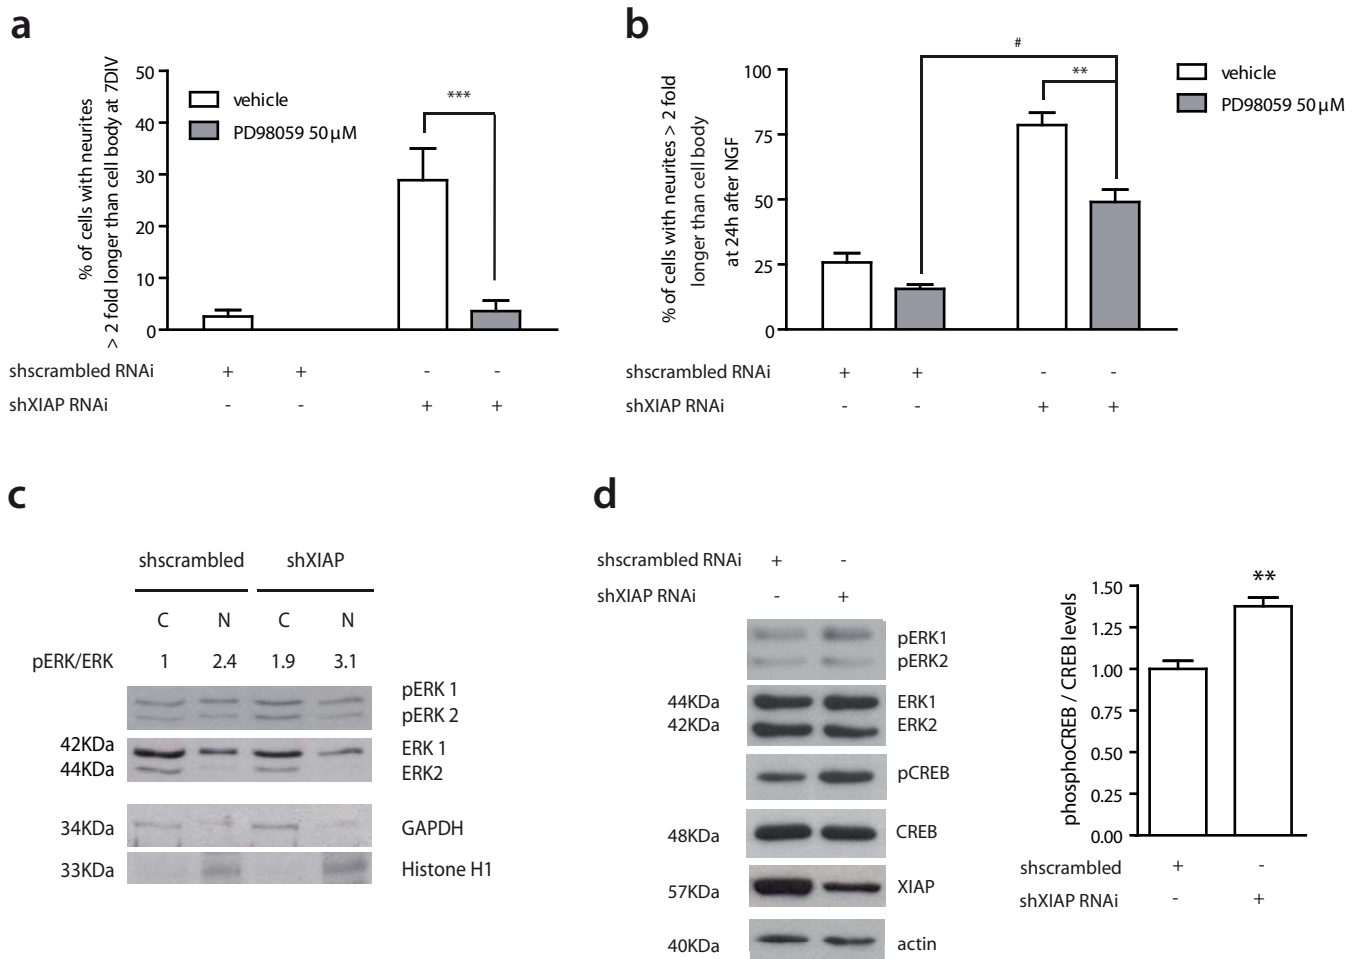 a
% of cells with neurites
> 2 fold longer than cell body at 7DIV
50
40
30
20
10
0
vehicle
PD98059 50 µM
***
shscrambled RNAi + + - -
shXIAP RNAi - - + +
b
% of cells with neurites > 2 fold
longer than cell body
at 24h after NGF
100
75
50
25
0
#
**
vehicle
PD98059 50 µM
shscrambled RNAi + + - -
shXIAP RNAi - - + +
c
shscrambled shXIAP
C N C N
pERK/ERK 1 2.4 1.9 3.1
pERK 1
pERK 2
42KDa ERK 1
44KDa ERK2
34KDa GAPDH
33KDa Histone H1
d
shscrambled RNAi + -
shXIAP RNAi - +
pERK1
pERK2
44KDa ERK1
42KDa ERK2
pCREB
48KDa CREB
57KDa XIAP
40KDa actin
phosphoCREB / CREB levels
1.50
1.25
1.00
0.75
0.50
0.25
0.00
**
shscrambled + -
shXIAP RNAi - +